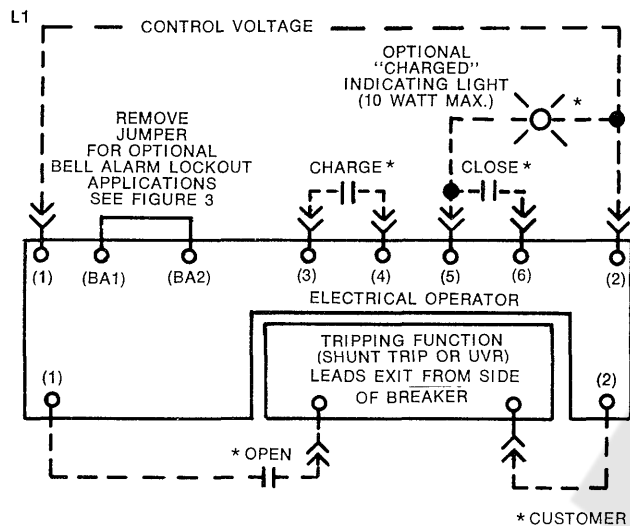 L1
CONTROL VOLTAGE
OPTIONAL
"CHARGED"
INDICATING LIGHT
(10 WATT MAX.)
*
REMOVE
JUMPER
FOR OPTIONAL
BELL ALARM LOCKOUT
APPLICATIONS
SEE FIGURE 3
CHARGE *
CLOSE *
(1)
(BA1)
(BA2)
(3)
(4)
(5)
(6)
(2)
ELECTRICAL OPERATOR
TRIPPING FUNCTION
(SHUNT TRIP OR UVR)
LEADS EXIT FROM SIDE
OF BREAKER
(1)
(2)
* OPEN
* CUSTOMER